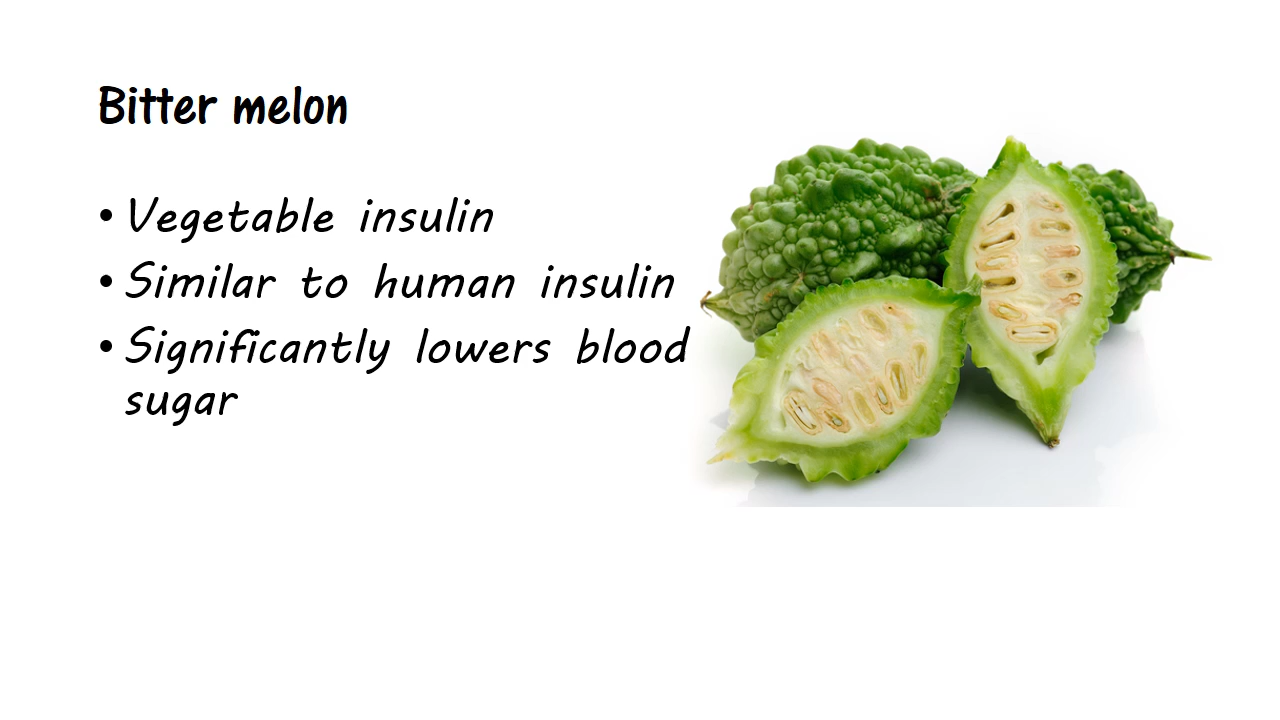 Bitter melon
• Vegetable insulin
• Similar to human insulin
• Significantly lowers blood
sugar